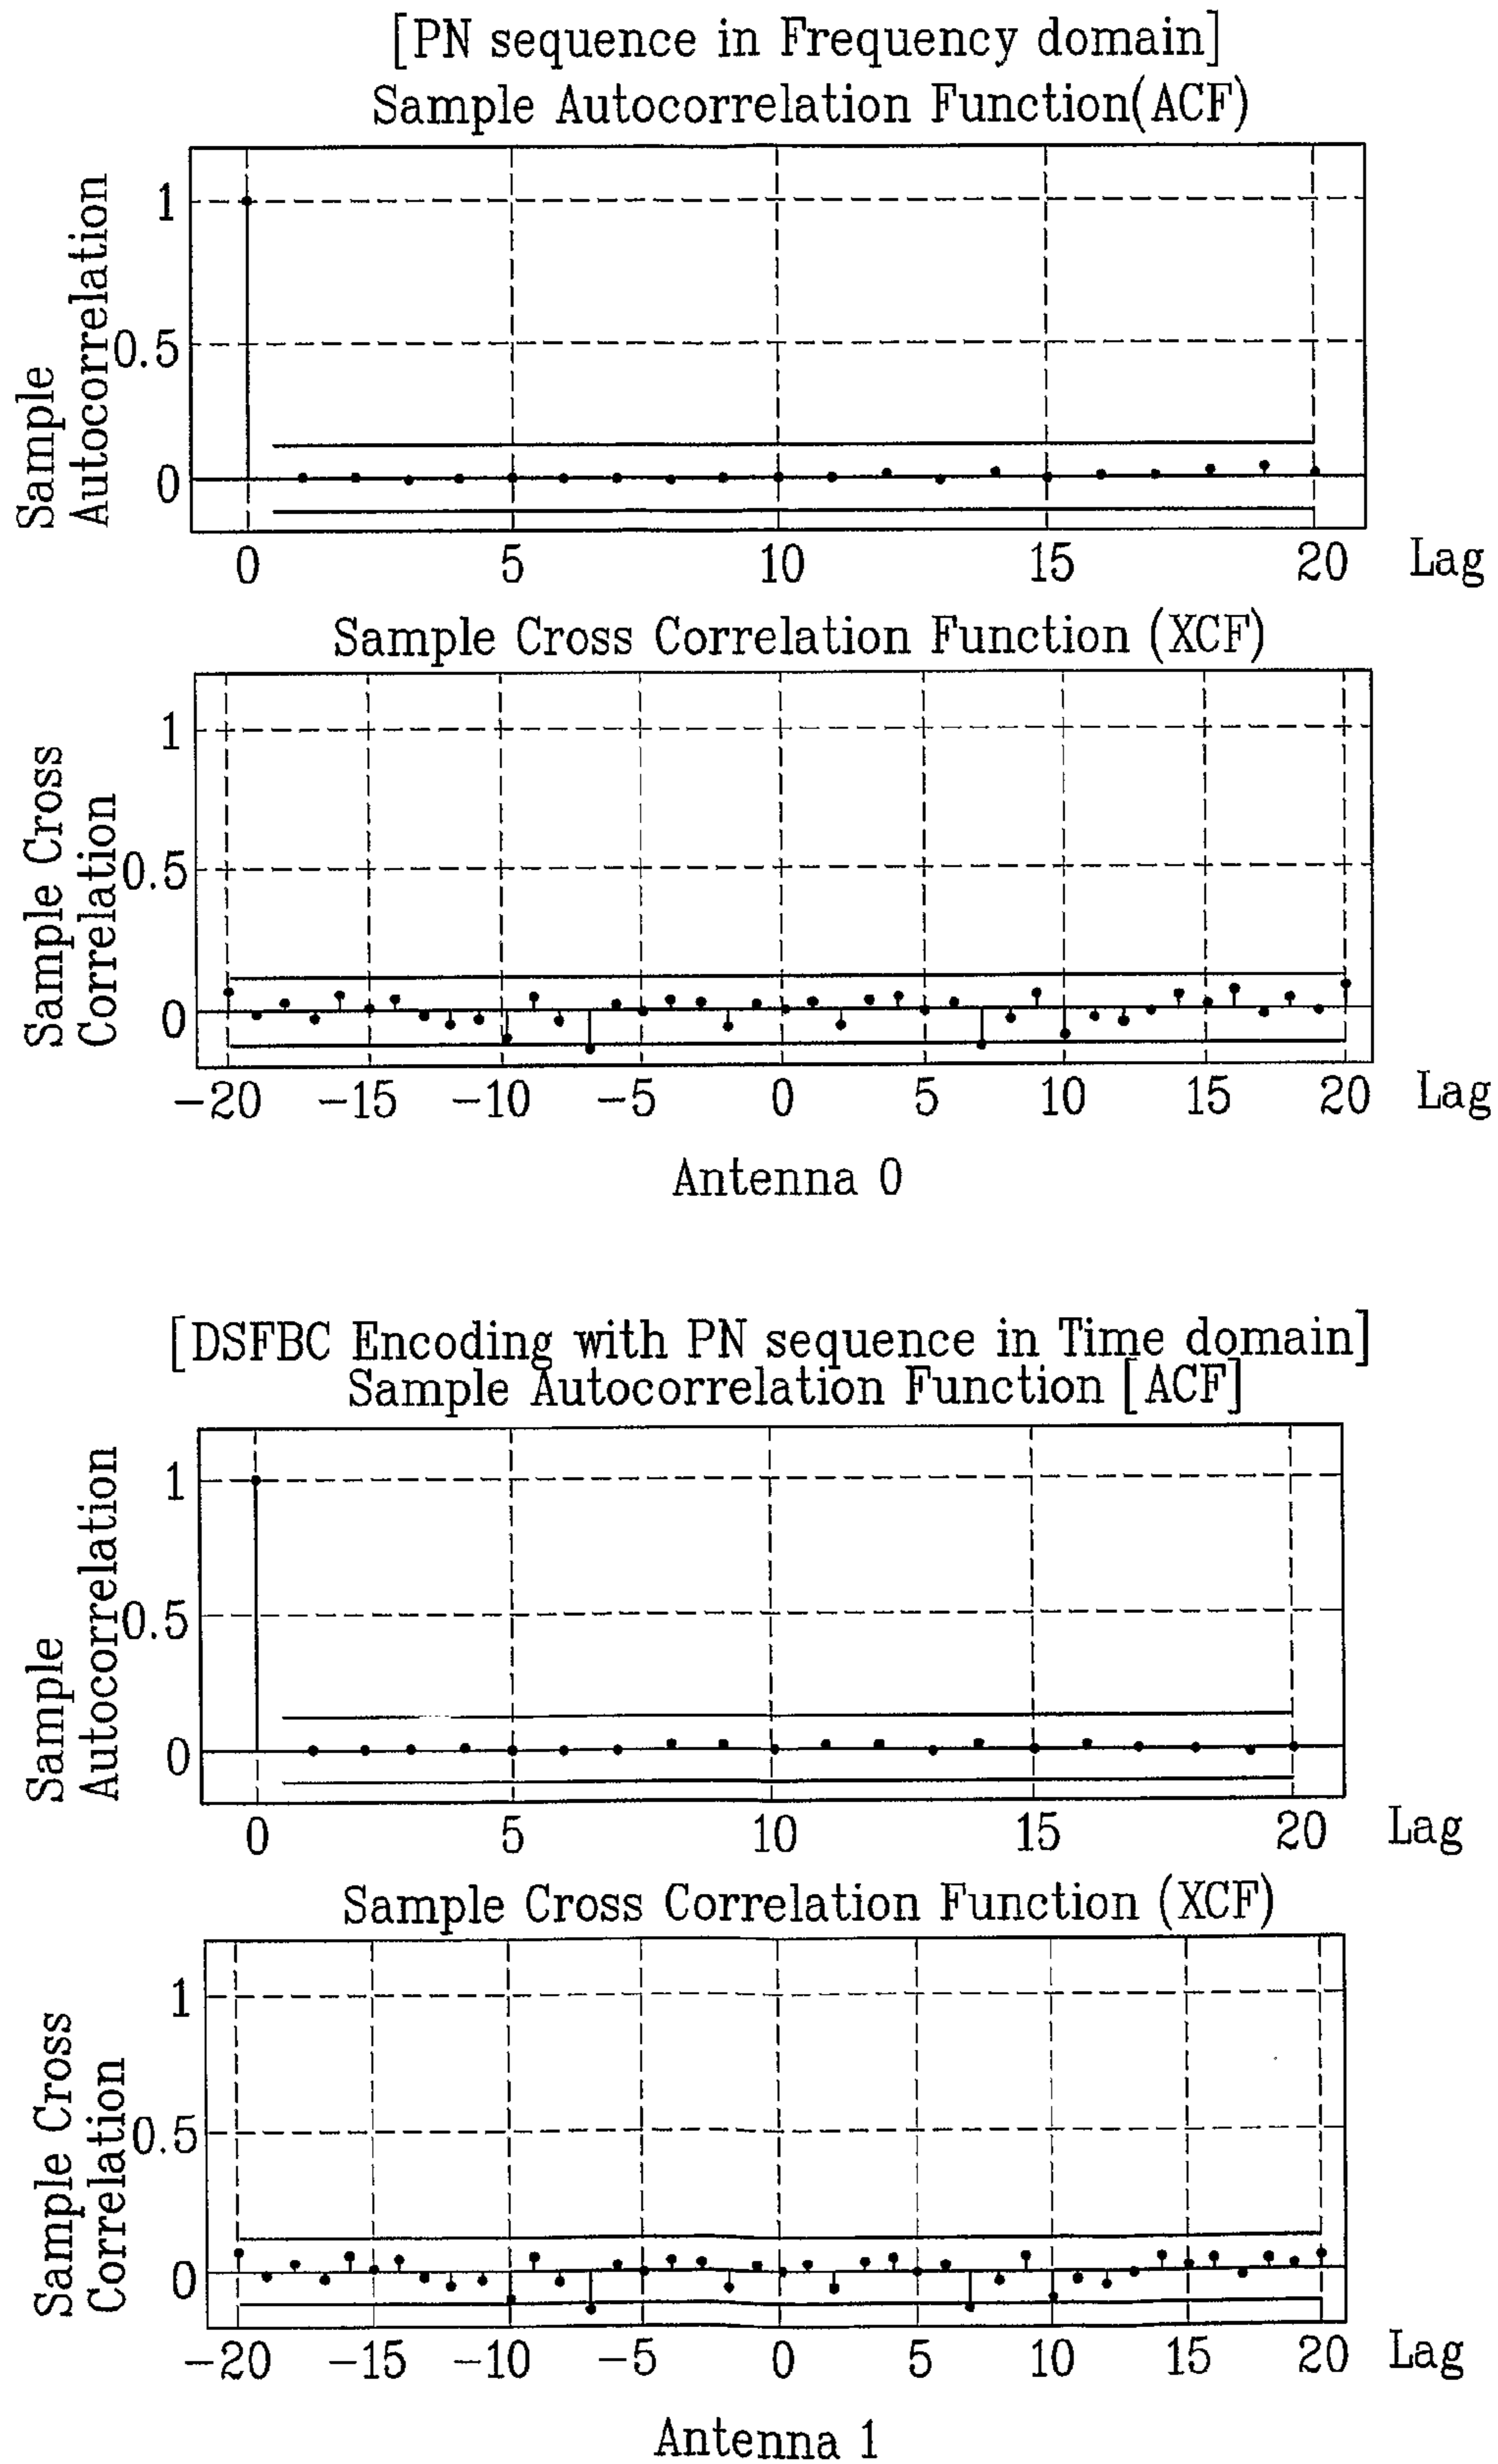 [PN sequence in Frequency domain]
Sample Autocorrelation Function(ACF)
Sample
Autocorrelation
1
0.5
0
0 5 10 15 20 Lag
Sample Cross Correlation Function (XCF)
Sample Cross
Correlation
1
0.5
0
−20 −15 −10 −5 0 5 10 15 20 Lag
Antenna 0
[DSFBC Encoding with PN sequence in Time domain]
Sample Autocorrelation Function [ACF]
Sample
Autocorrelation
1
0.5
0
0 5 10 15 20 Lag
Sample Cross Correlation Function (XCF)
Sample Cross
Correlation
1
0.5
0
−20 −15 −10 −5 0 5 10 15 20 Lag
Antenna 1